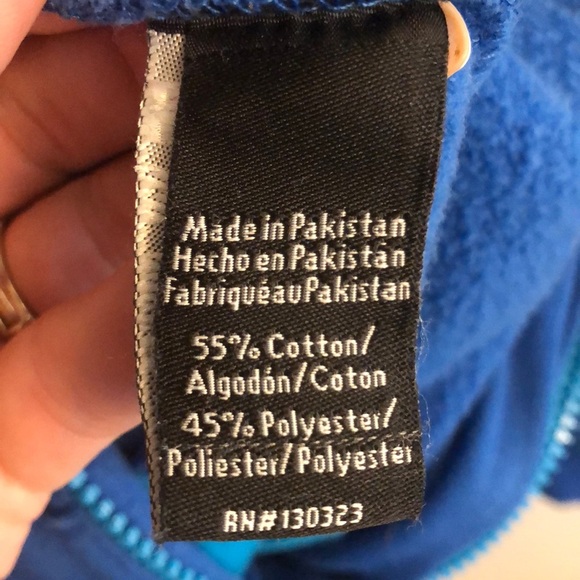 Made in Pakistan
Hecho en Pakistán
FabriquéauPakistan
55% Cotton/
Algodón/Coton
45% Polyester/
Poliester/Polyester
RN#130323